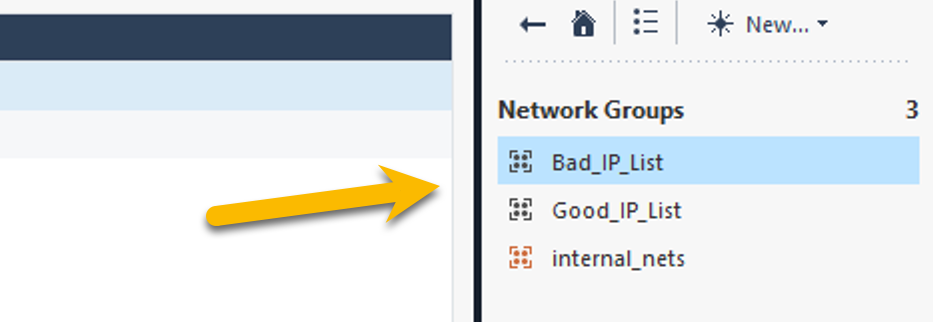 New...
Network Groups 3
Bad_IP_List
Good_IP_List
internal_nets